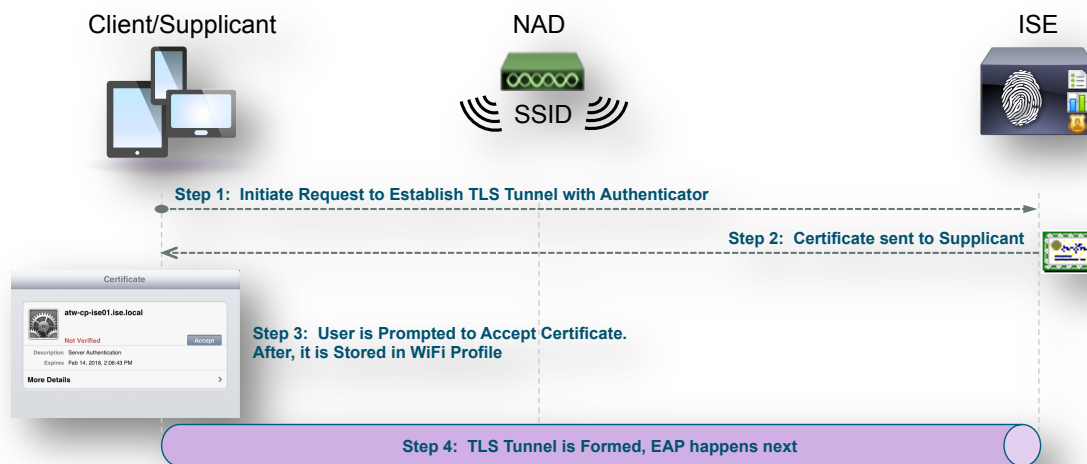 Client/Supplicant
NAD
ISE
SSID
Step 1: Initiate Request to Establish TLS Tunnel with Authenticator
Step 2: Certificate sent to Supplicant
Certificate
atw-cp-ise01.ise.local
Not Verified
Accept
Description Server Authentication
Expires Feb 14, 2018, 2:06:43 PM
More Details
Step 3: User is Prompted to Accept Certificate.
After, it is Stored in WiFi Profile
Step 4: TLS Tunnel is Formed, EAP happens next